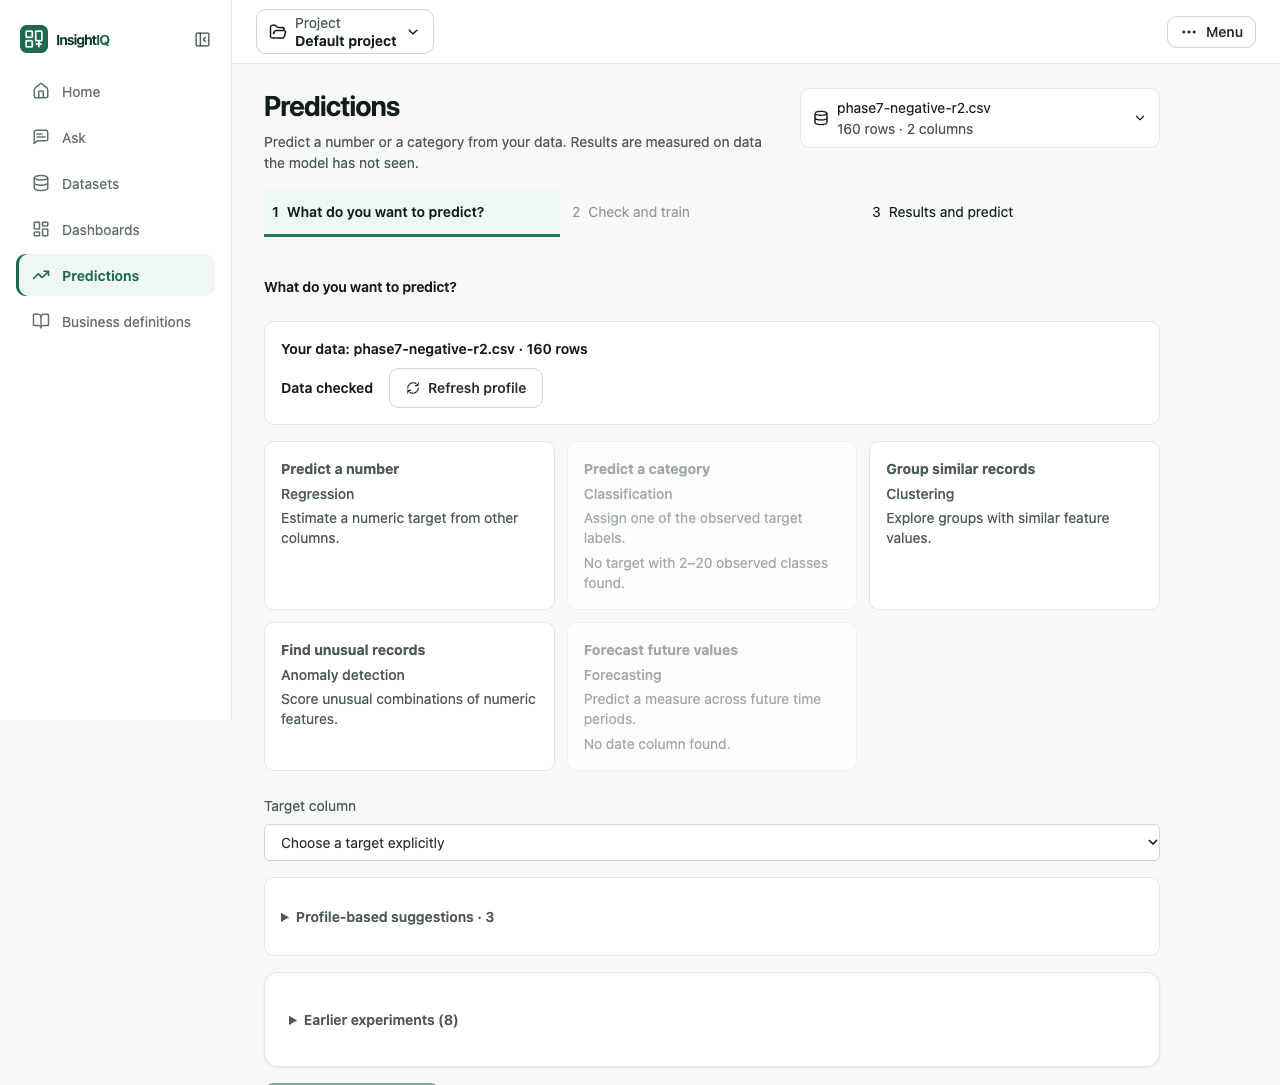 InsightIQ
Project
Default project
Menu
Home
Ask
Datasets
Dashboards
Predictions
Business definitions
Predictions
Predict a number or a category from your data. Results are measured on data
the model has not seen.
phase7-negative-r2.csv
160 rows · 2 columns
1 What do you want to predict?
2 Check and train
3 Results and predict
What do you want to predict?
Your data: phase7-negative-r2.csv · 160 rows
Data checked
Refresh profile
Predict a number
Regression
Estimate a numeric target from other
columns.
Predict a category
Classification
Assign one of the observed target
labels.
No target with 2–20 observed classes
found.
Group similar records
Clustering
Explore groups with similar feature
values.
Find unusual records
Anomaly detection
Score unusual combinations of numeric
features.
Forecast future values
Forecasting
Predict a measure across future time
periods.
No date column found.
Target column
Choose a target explicitly
Profile-based suggestions · 3
Earlier experiments (8)